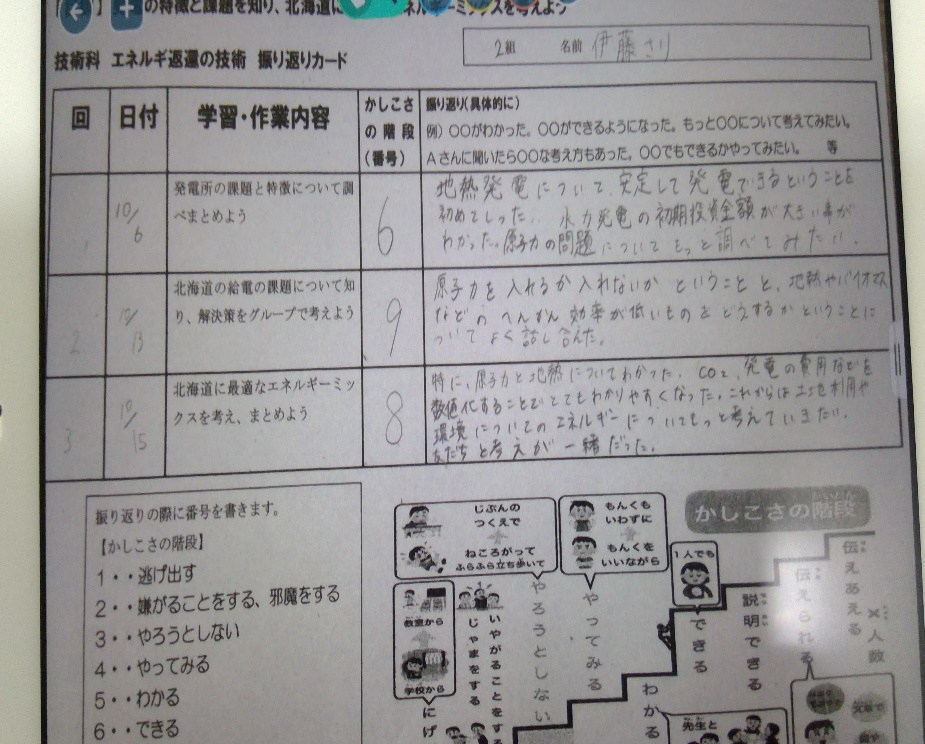 の特徴と課題を知り、北海道に ネルギーミックスを考えよう
2組 名前 伊藤さり
技術科 エネルギ返還の技術 振り返りカード
回 日付 学習・作業内容 かしこさの階段(番号) 振り返り(具体的に)
例)〇〇がわかった。〇〇ができるようになった。もっと〇〇について考えてみたい。
Aさんに聞いたら〇〇な考え方もあった。〇〇でもできるかやってみたい。 等
10/6
発電所の課題と特徴について調
べまとめよう
6
地熱発電について、安定して発電できるということを
初めてしった。水力発電の初期投資金額が大きい事が
わかった。原子力の問題についてもっと調べてみたい。
2
10/13
北海道の給電の課題について知
り、解決策をグループで考えよう
9
原子力を入れるか入れないかということと、地熱やバイオマス
などのへんかん効率が低いものをどうするかということに
ついてよく話し合えた。
3
10/15
北海道に最適なエネルギーミッ
クスを考え、まとめよう
8
特に、原子力と地熱についてわかった。CO2、発電の費用などを
数値化することでとてもわかりやすくなった。これからは土地利用や
環境についてのエネルギーについてもっと考えていきたい。
友だちと考えが一緒だった。
振り返りの際に番号を書きます。
【かしこさの階段】
1・・逃げ出す
2・・嫌がることをする、邪魔をする
3・・やろうとしない
4・・やってみる
5・・わかる
6・・できる
かしこさの階段
かいだん
じぶんの
つくえで
ねころがって
ふらふら立ち歩いて
もんくも
いわずに
もんくを
いいながら
1人でも
教室から
学校から
にげ
いやがることをする
じゃまをする
やろうとしない
やってみる
わかる
先生と
できる
説明できる
伝えられる
伝えあえる
×人数